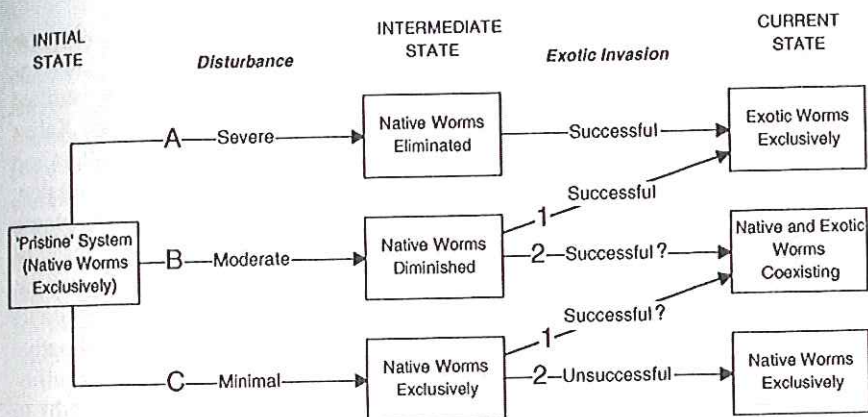 INITIAL
STATE
Disturbance
INTERMEDIATE
STATE
Exotic Invasion
CURRENT
STATE
A
Severe
Native Worms
Eliminated
Successful
Exotic Worms
Exclusively
'Pristine' System
(Native Worms
Exclusively)
B
Moderate
Native Worms
Diminished
1
Successful
2
Successful?
Native and Exotic
Worms
Coexisting
C
Minimal
Native Worms
Exclusively
1
Successful?
2
Unsuccessful
Native Worms
Exclusively